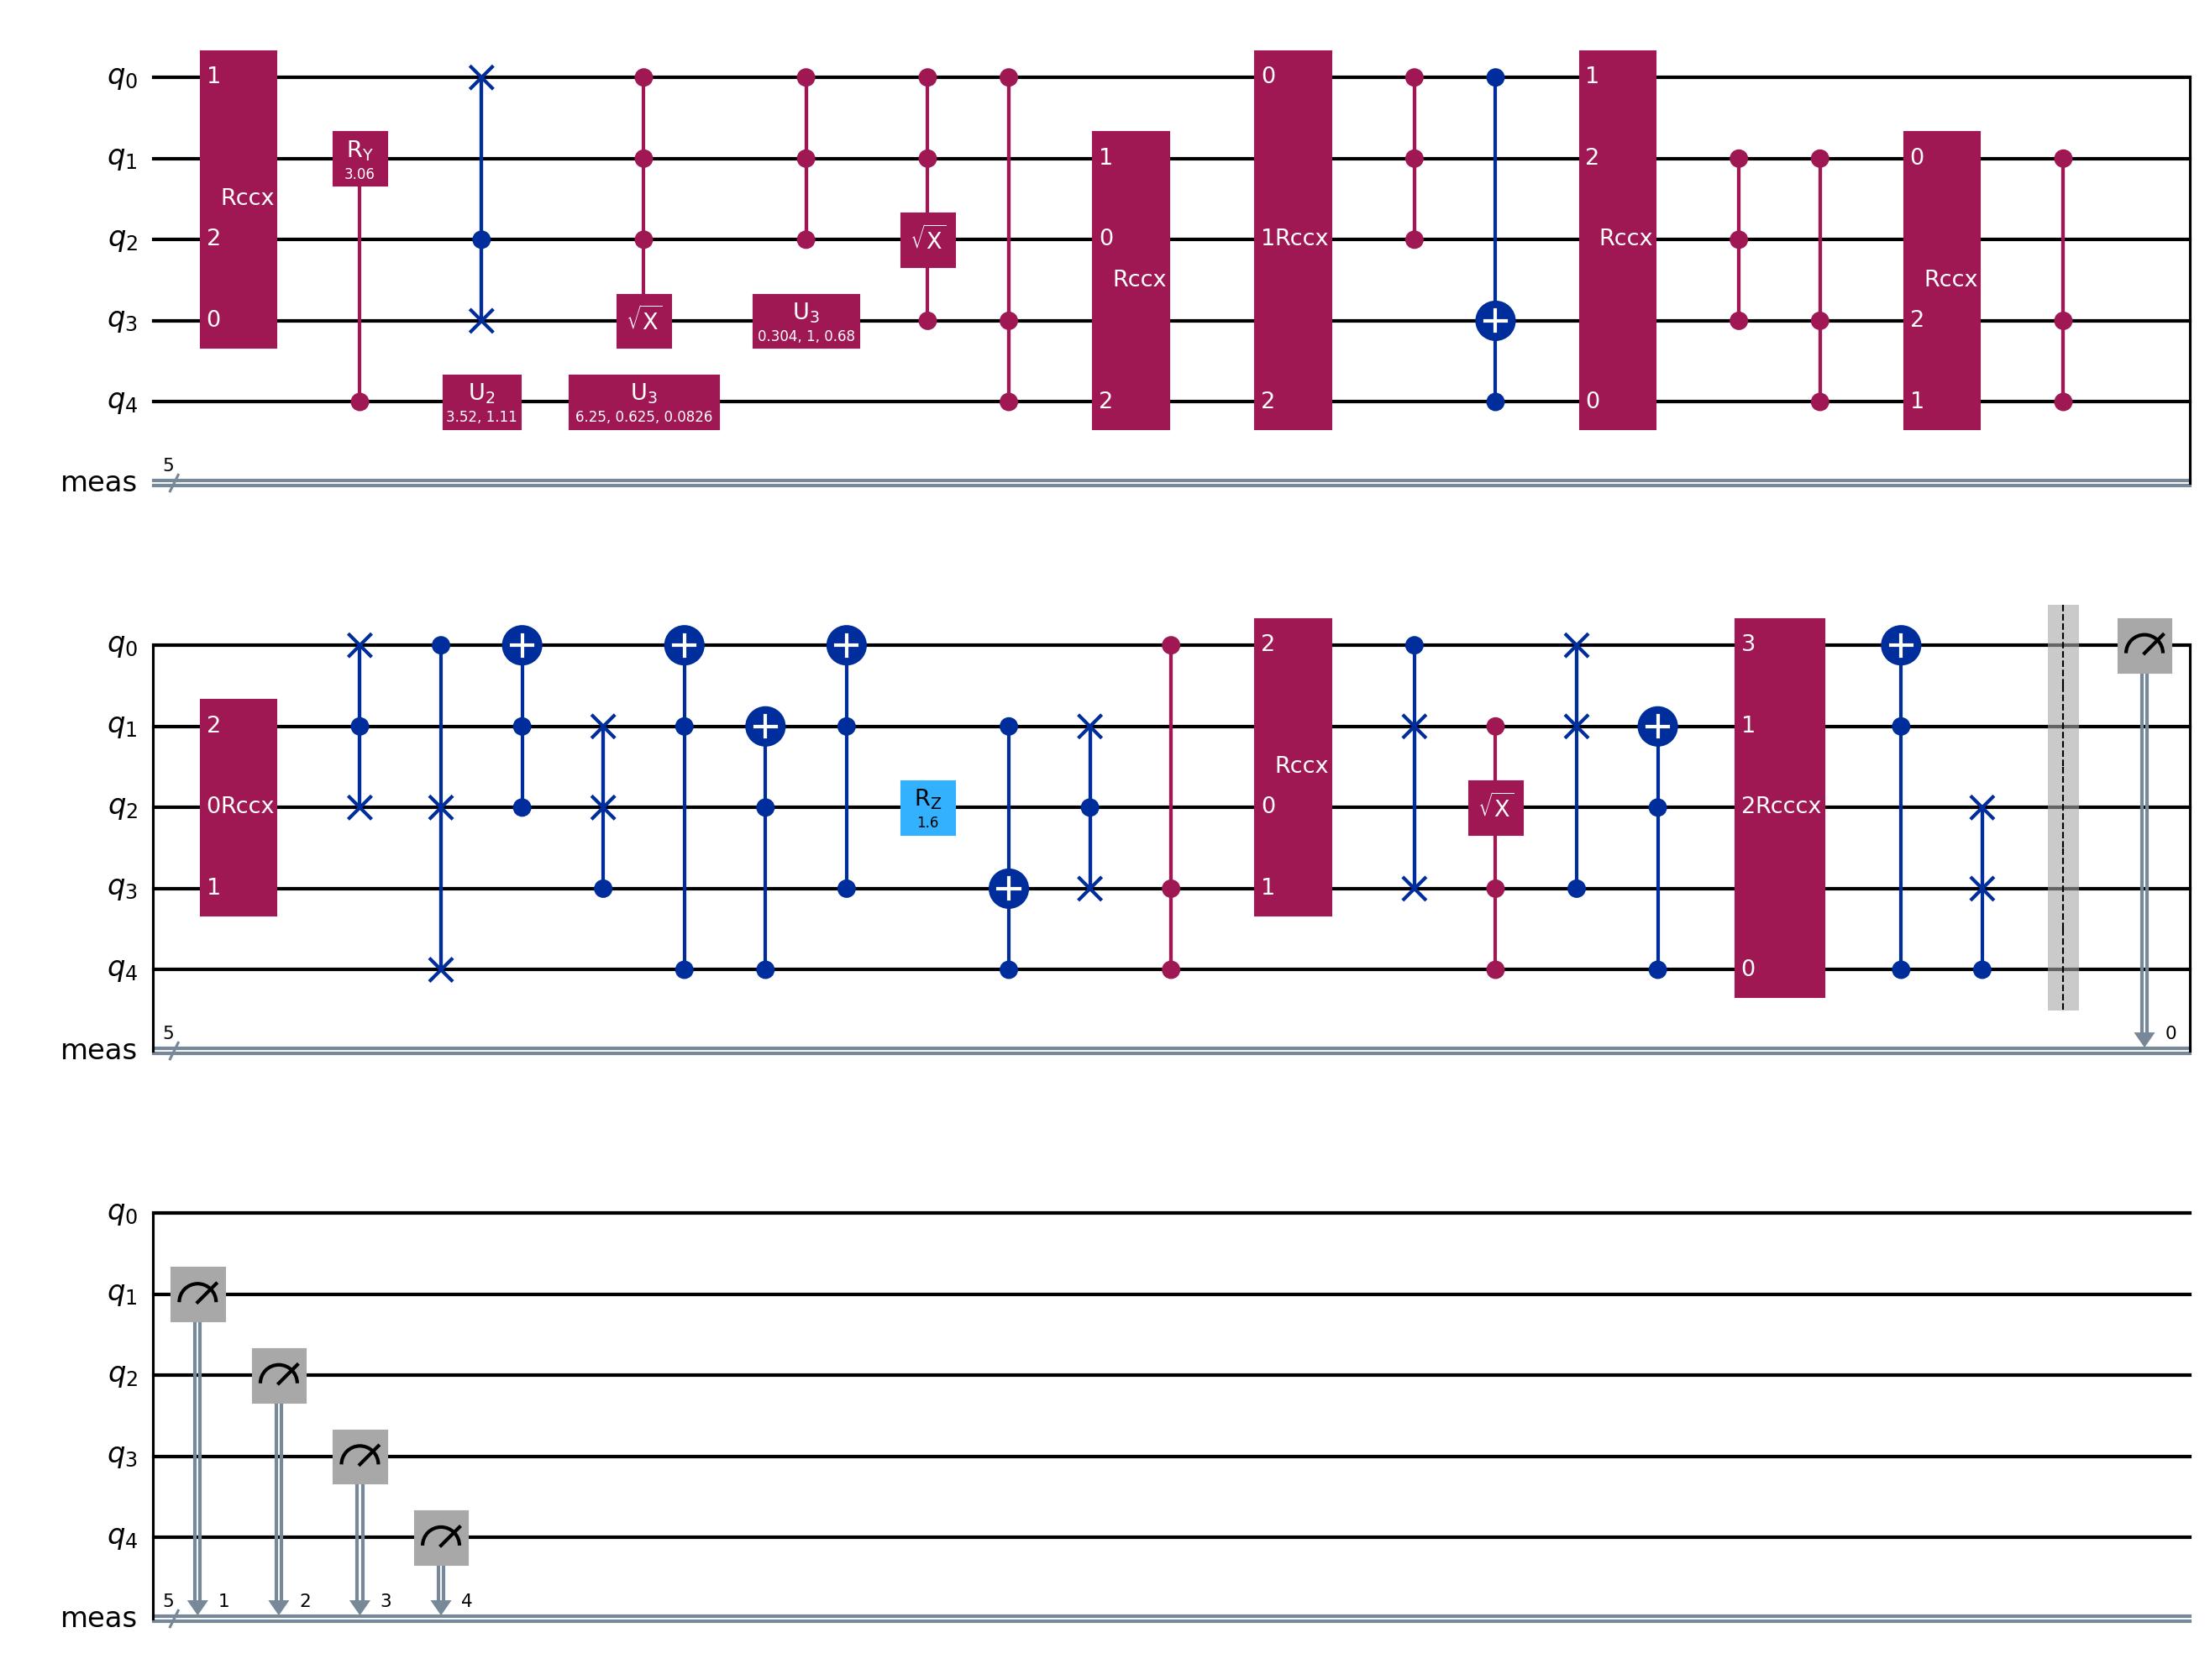 q0 1 0 1
RY
3.06
q1 1 2 0
Rccx
q2 2 √X 0 1Rccx Rccx
Rccx Rccx
U3
0.304, 1, 0.68
q3 0 √X 2
U2
3.52, 1.11
U3
6.25, 0.625, 0.0826
q4 2 2 0 1
5
meas
q0 2 3
q1 2 1
Rccx
RZ
1.6
q2 0Rccx 0 √X 2Rcccx
q3 1 1
q4 0
5 0
meas
q0
q1
q2
q3
q4
5 1 2 3 4
meas